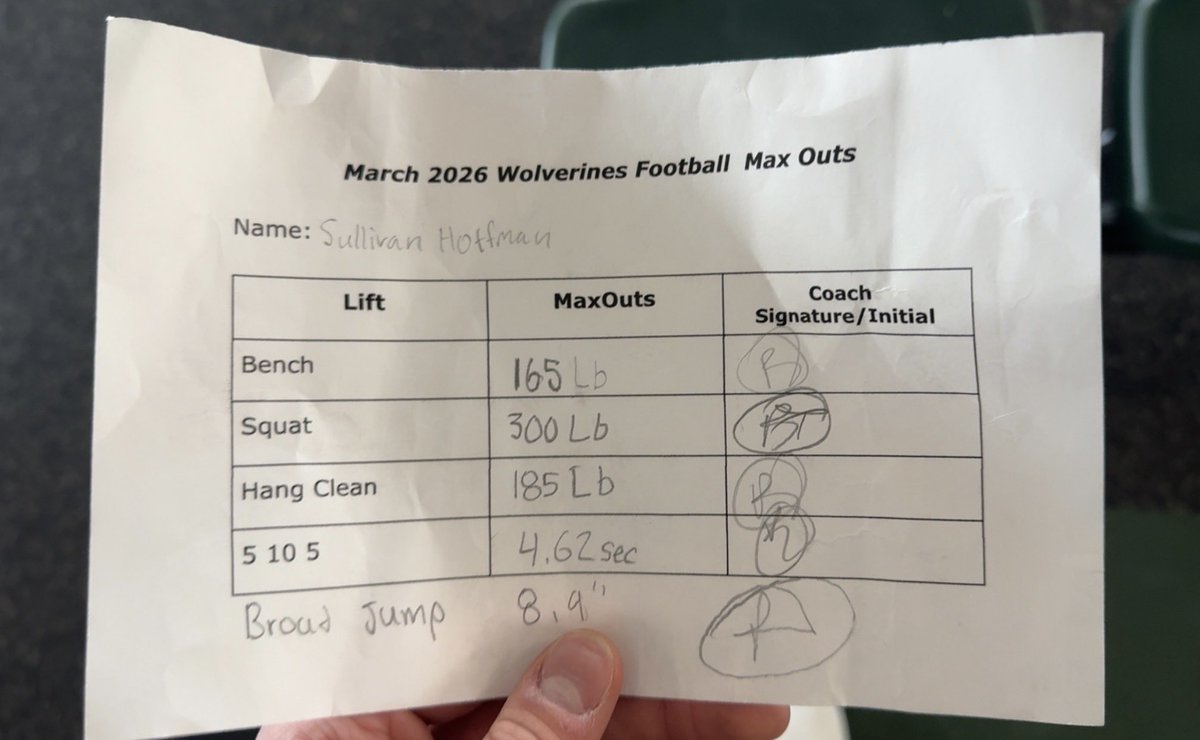 March 2026 Wolverines Football Max Outs
Name: Sullivan Hoffman
Lift MaxOuts Coach Signature/Initial
Bench 165 Lb
Squat 300 Lb BT
Hang Clean 185 Lb
5 10 5 4.62 sec
Broad Jump 8.9"